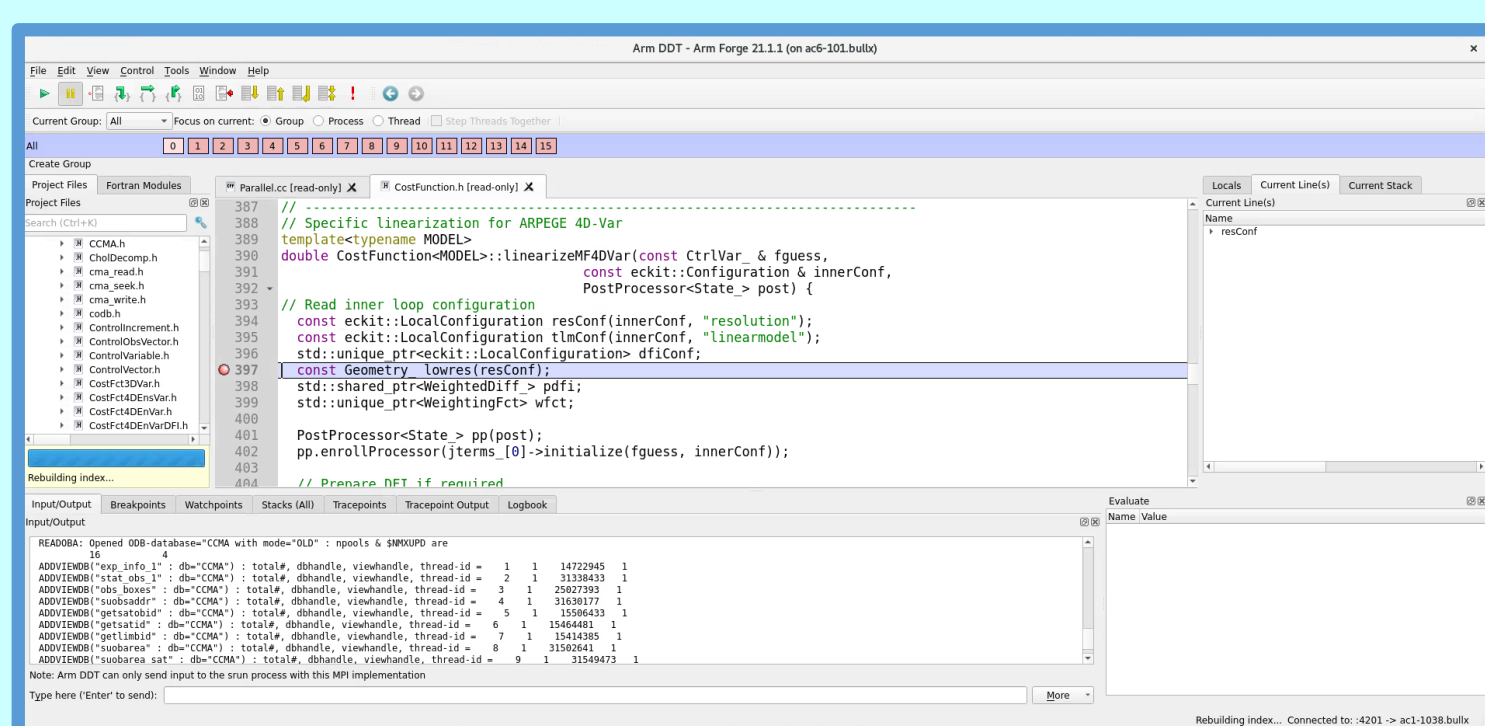 Arm DDT - Arm Forge 21.1.1 (on ac6-101.bullx)
File Edit View Control Tools Window Help
Current Group: All Focus on current: Group Process Thread Step Threads Together
All 0 1 2 3 4 5 6 7 8 9 10 11 12 13 14 15
Create Group
Project Files Fortran Modules
Project Files
Search (Ctrl+K)
CCMA.h
CholDecomp.h
cma_read.h
cma_seek.h
cma_write.h
codb.h
ControlIncrement.h
ControlObsVector.h
ControlVariable.h
ControlVector.h
CostFct3DVar.h
CostFct4DEnsVar.h
CostFct4DEnVar.h
CostFct4DEnVarDFI.h
Rebuilding index...
Parallel.cc [read-only] CostFunction.h [read-only]
387 // -----------------------------------------------------------------------------
388 // Specific linearization for ARPEGE 4D-Var
389 template<typename MODEL>
390 double CostFunction<MODEL>::linearizeMF4DVar(const CtrlVar_ & fguess,
391 const eckit::Configuration & innerConf,
392 PostProcessor<State_> post) {
393 // Read inner loop configuration
394 const eckit::LocalConfiguration resConf(innerConf, "resolution");
395 const eckit::LocalConfiguration tlmConf(innerConf, "linearmodel");
396 std::unique_ptr<eckit::LocalConfiguration> dfiConf;
397 const Geometry_ lowres(resConf);
398 std::shared_ptr<WeightedDiff_> pdfi;
399 std::unique_ptr<WeightingFct> wfct;
400
401 PostProcessor<State_> pp(post);
402 pp.enrollProcessor(jterms_[0]->initialize(fguess, innerConf));
403
404 // Prepare DFI if required
Locals Current Line(s) Current Stack
Current Line(s)
Name
resConf
Input/Output Breakpoints Watchpoints Stacks (All) Tracepoints Tracepoint Output Logbook
Input/Output
READOBA: Opened ODB-database="CCMA with mode="OLD" : npools & $NMXUPD are
16 4
ADDVIEWDB("exp_info_1" : db="CCMA") : total#, dbhandle, viewhandle, thread-id = 1 1 14722945 1
ADDVIEWDB("stat_obs_1" : db="CCMA") : total#, dbhandle, viewhandle, thread-id = 2 1 31338433 1
ADDVIEWDB("obs_boxes" : db="CCMA") : total#, dbhandle, viewhandle, thread-id = 3 1 25027393 1
ADDVIEWDB("suobsaddr" : db="CCMA") : total#, dbhandle, viewhandle, thread-id = 4 1 31630177 1
ADDVIEWDB("getsatobid" : db="CCMA") : total#, dbhandle, viewhandle, thread-id = 5 1 15506433 1
ADDVIEWDB("getsatid" : db="CCMA") : total#, dbhandle, viewhandle, thread-id = 6 1 15464481 1
ADDVIEWDB("getlimbid" : db="CCMA") : total#, dbhandle, viewhandle, thread-id = 7 1 15414385 1
ADDVIEWDB("suobarea" : db="CCMA") : total#, dbhandle, viewhandle, thread-id = 8 1 31502641 1
ADDVIEWDB("suobarea_sat" : db="CCMA") : total#, dbhandle, viewhandle, thread-id = 9 1 31549473 1
Note: Arm DDT can only send input to the srun process with this MPI implementation
Type here ('Enter' to send): More
Evaluate
Name Value
Rebuilding index... Connected to: :4201 -> ac1-1038.bullx